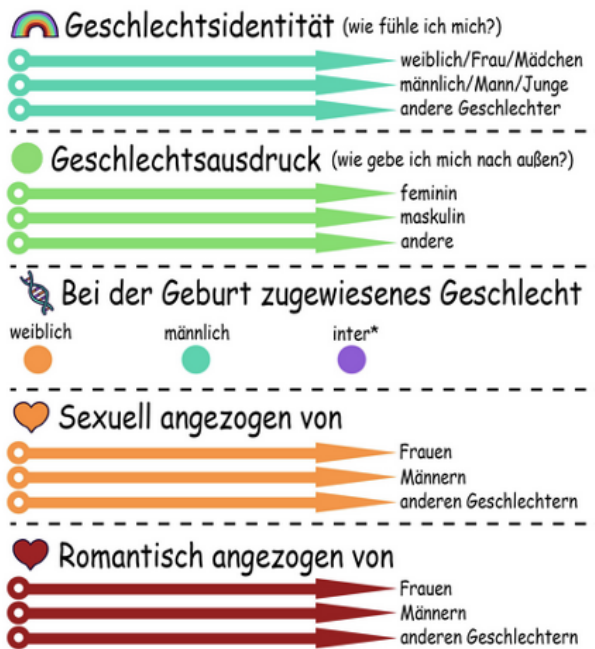 Geschlechtsidentität (wie fühle ich mich?)
weiblich/Frau/Mädchen
männlich/Mann/Junge
andere Geschlechter
Geschlechtsausdruck (wie gebe ich mich nach außen?)
feminin
maskulin
andere
Bei der Geburt zugewiesenes Geschlecht
weiblich männlich inter*
Sexuell angezogen von
Frauen
Männern
anderen Geschlechtern
Romantisch angezogen von
Frauen
Männern
anderen Geschlechtern